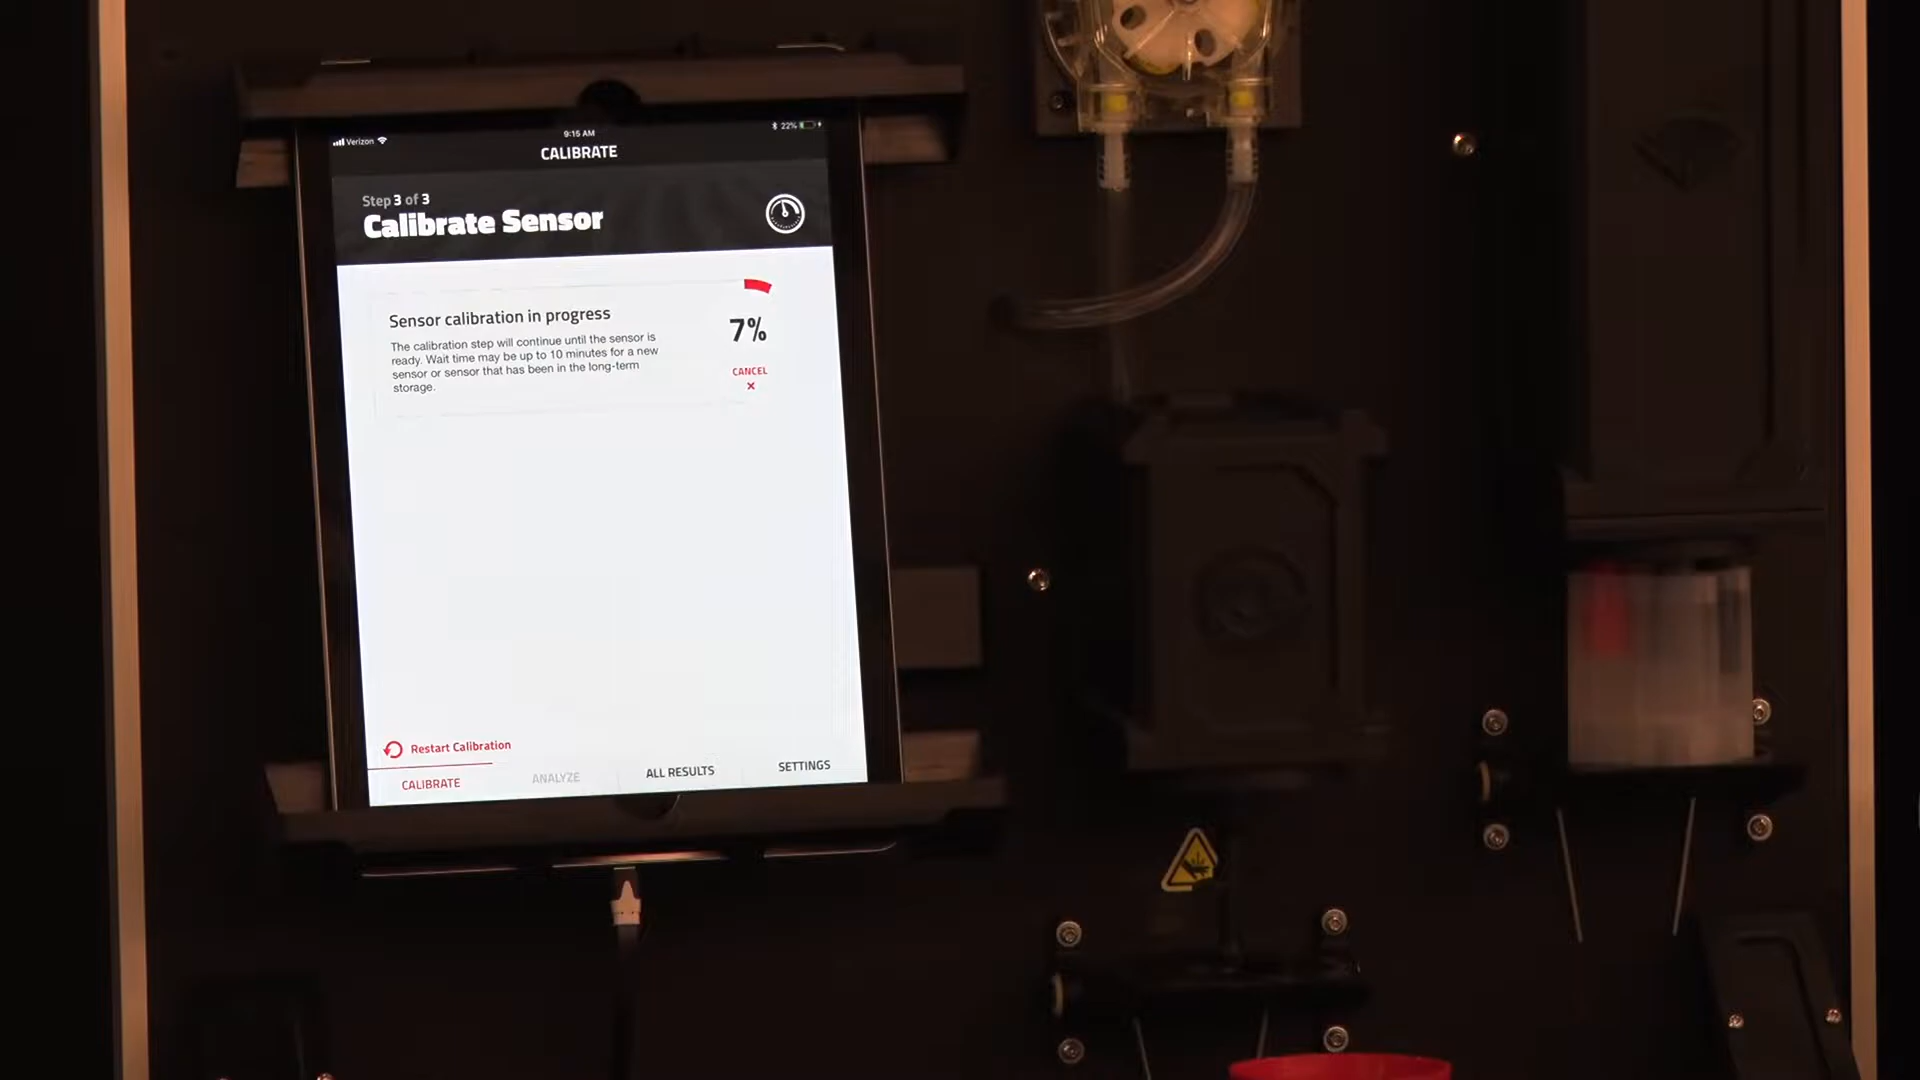 Verizon
9:15 AM
22%
CALIBRATE
Step 3 of 3
Calibrate Sensor
Sensor calibration in progress
The calibration step will continue until the sensor is
ready. Wait time may be up to 10 minutes for a new
sensor or sensor that has been in the long-term
storage.
7%
CANCEL
×
Restart Calibration
CALIBRATE
ANALYZE
ALL RESULTS
SETTINGS